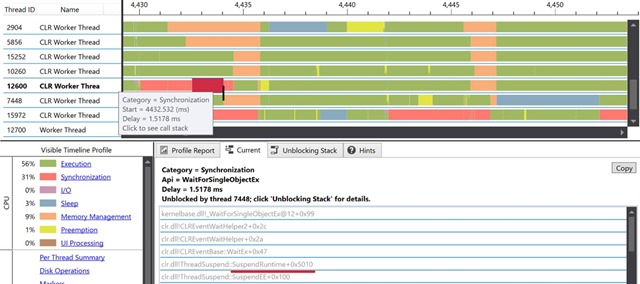 Thread ID Name 4,430 4,435 4,440 4,445 4,450
2904 CLR Worker Thread
5856 CLR Worker Thread
15252 CLR Worker Thread
10260 CLR Worker Thread
12600 CLR Worker Threa
7448 CLR Worker Thread
15972 CLR Worker Thread
12700 Worker Thread
Category = Synchronization
Start = 4432.532 (ms)
Delay = 1.5178 ms
Click to see call stack
Visible Timeline Profile
CPU
56% Execution
31% Synchronization
0% I/O
3% Sleep
9% Memory Management
1% Preemption
0% UI Processing
Per Thread Summary
Disk Operations
Markers
Profile Report Current Unblocking Stack Hints
Copy
Category = Synchronization
Api = WaitForSingleObjectEx
Delay = 1.5178 ms
Unblocked by thread 7448; click 'Unblocking Stack' for details.
kernelbase.dll!_WaitForSingleObjectEx@12+0x99
clr.dll!CLREventWaitHelper2+0x2c
clr.dll!CLREventWaitHelper+0x2a
clr.dll!CLREventBase::WaitEx+0x47
clr.dll!ThreadSuspend::SuspendRuntime+0x5010
clr.dll!ThreadSuspend::SuspendEE+0x100